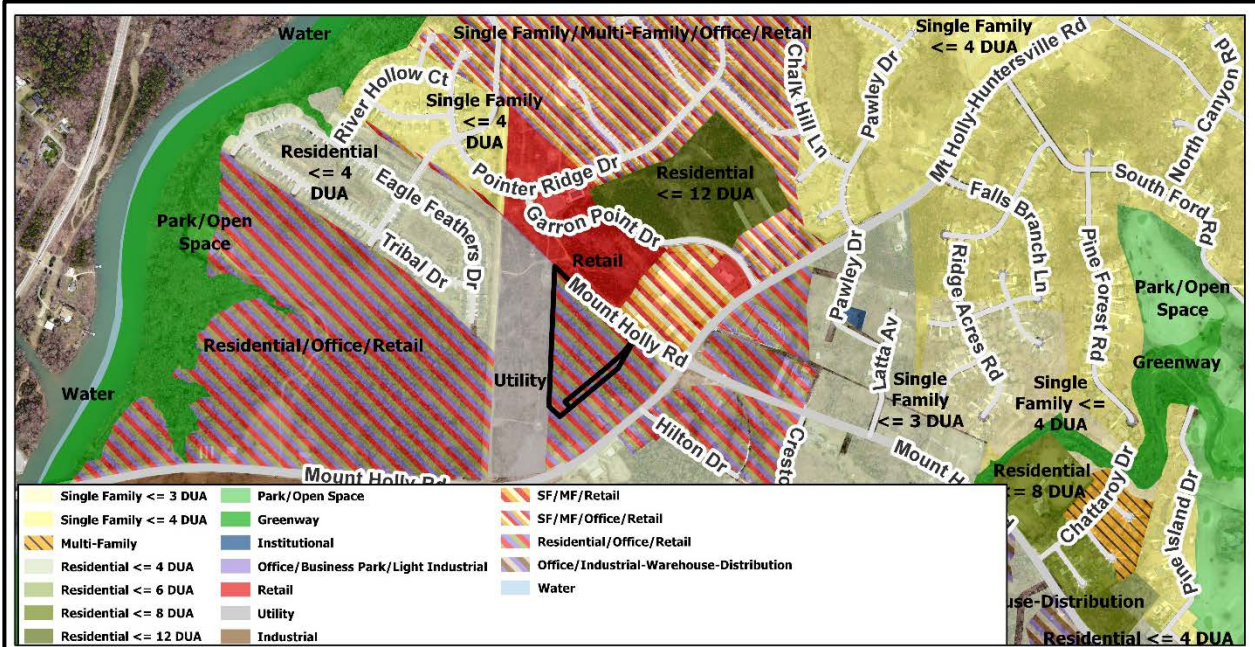 Water
Single Family/Multi-Family/Office/Retail
Single Family
<= 4 DUA
Mt Holly-Huntersville Rd
North Canyon Rd
Chalk Hill Ln
Pawley Dr
River Hollow Ct
Single Family
<= 4
DUA
Residential
<= 4
DUA
Pointer Ridge Dr
Residential
<= 12 DUA
Falls Branch Ln
South Ford Rd
Eagle Feathers Dr
Garron Point Dr
Park/Open
Space
Tribal Dr
Retail
Pawley Dr
Ridge Acres Rd
Pine Forest Rd
Park/Open
Space
Mount Holly Rd
Latta Av
Residential/Office/Retail
Greenway
Utility
Single
Family
<= 3 DUA
Single
Family <=
4 DUA
Water
Hilton Dr
Cresto
Mount H
Mount Holly Rd
Residential
<= 8 DUA
Chattaroy Dr
Pine Island Dr
use-Distribution
Residential <= 4 DUA
Single Family <= 3 DUA
Single Family <= 4 DUA
Multi-Family
Residential <= 4 DUA
Residential <= 6 DUA
Residential <= 8 DUA
Residential <= 12 DUA
Park/Open Space
Greenway
Institutional
Office/Business Park/Light Industrial
Retail
Utility
Industrial
SF/MF/Retail
SF/MF/Office/Retail
Residential/Office/Retail
Office/Industrial-Warehouse-Distribution
Water